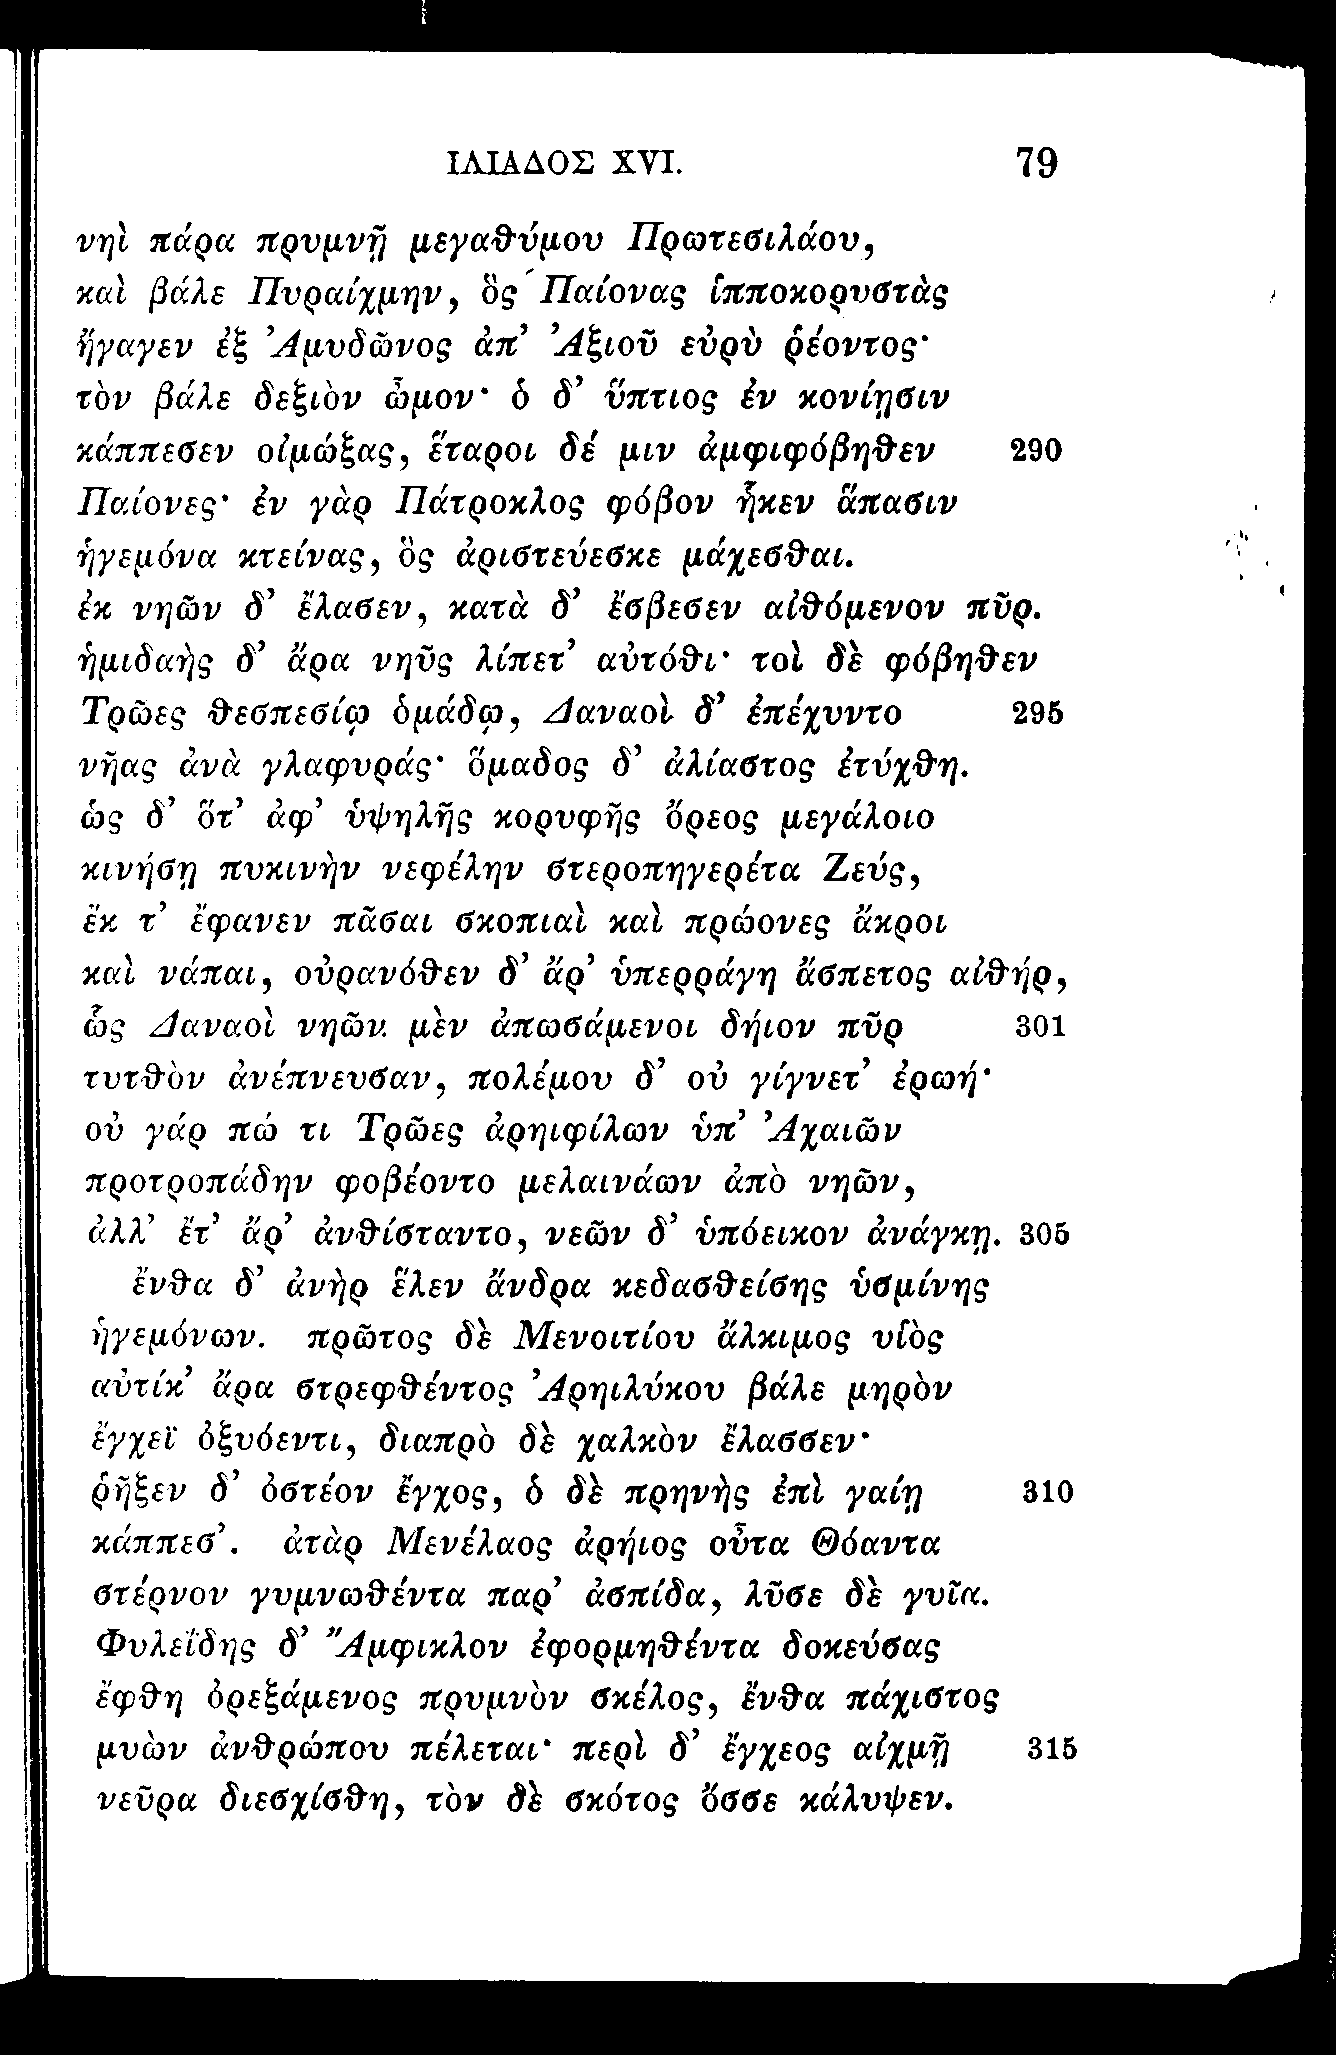 ΙΛΙΑΔΟΣ XVI. 79
νηὶ πάρα πρυμνῇ μεγαθύμου Πρωτεσιλάου,
καὶ βάλε Πυραίχμην, ὃς Παίονας ἱπποκορυστὰς
ἤγαγεν ἐξ Ἀμυδῶνος ἀπ’ Ἀξιοῦ εὐρὺ ῥέοντος·
τὸν βάλε δεξιὸν ὦμον· ὁ δ’ ὕπτιος ἐν κονίῃσιν
κάππεσεν οἰμώξας, ἕταροι δέ μιν ἀμφιφόβηθεν 290
Παίονες· ἐν γὰρ Πάτροκλος φόβον ἧκεν ἅπασιν
ἡγεμόνα κτείνας, ὃς ἀριστεύεσκε μάχεσθαι.
ἐκ νηῶν δ’ ἔλασεν, κατὰ δ’ ἔσβεσεν αἰθόμενον πῦρ.
ἡμιδαὴς δ’ ἄρα νηῦς λίπετ’ αὐτόθι· τοὶ δὲ φόβηθεν
Τρῶες θεσπεσίῳ ὁμάδῳ, Δαναοὶ δ’ ἐπέχυντο 295
νῆας ἀνὰ γλαφυράς· ὅμαδος δ’ ἀλίαστος ἐτύχθη.
ὡς δ’ ὅτ’ ἀφ’ ὑψηλῆς κορυφῆς ὄρεος μεγάλοιο
κινήσῃ πυκινὴν νεφέλην στεροπηγερέτα Ζεύς,
ἔκ τ’ ἔφανεν πᾶσαι σκοπιαὶ καὶ πρώονες ἄκροι
καὶ νάπαι, οὐρανόθεν δ’ ἄρ’ ὑπερράγη ἄσπετος αἰθήρ,
ὣς Δαναοὶ νηῶν μὲν ἀπωσάμενοι δήιον πῦρ 301
τυτθὸν ἀνέπνευσαν, πολέμου δ’ οὐ γίγνετ’ ἐρωή·
οὐ γάρ πώ τι Τρῶες ἀρηιφίλων ὑπ’ Ἀχαιῶν
προτροπάδην φοβέοντο μελαινάων ἀπὸ νηῶν,
ἀλλ’ ἔτ’ ἄρ’ ἀνθίσταντο, νεῶν δ’ ὑπόεικον ἀνάγκῃ. 305
ἔνθα δ’ ἀνὴρ ἕλεν ἄνδρα κεδασθείσης ὑσμίνης
ἡγεμόνων. πρῶτος δὲ Μενοιτίου ἄλκιμος υἱὸς
αὐτίκ’ ἄρα στρεφθέντος Ἀρηιλύκου βάλε μηρὸν
ἔγχεϊ ὀξυόεντι, διαπρὸ δὲ χαλκὸν ἔλασσεν·
ῥῆξεν δ’ ὀστέον ἔγχος, ὁ δὲ πρηνὴς ἐπὶ γαίῃ 310
κάππεσ’. ἀτὰρ Μενέλαος ἀρήιος οὖτα Θόαντα
στέρνον γυμνωθέντα παρ’ ἀσπίδα, λῦσε δὲ γυῖα.
Φυλεΐδης δ’ Ἄμφικλον ἐφορμηθέντα δοκεύσας
ἔφθη ὀρεξάμενος πρυμνὸν σκέλος, ἔνθα πάχιστος
μυὼν ἀνθρώπου πέλεται· περὶ δ’ ἔγχεος αἰχμῇ 315
νεῦρα διεσχίσθη, τὸν δὲ σκότος ὄσσε κάλυψεν.